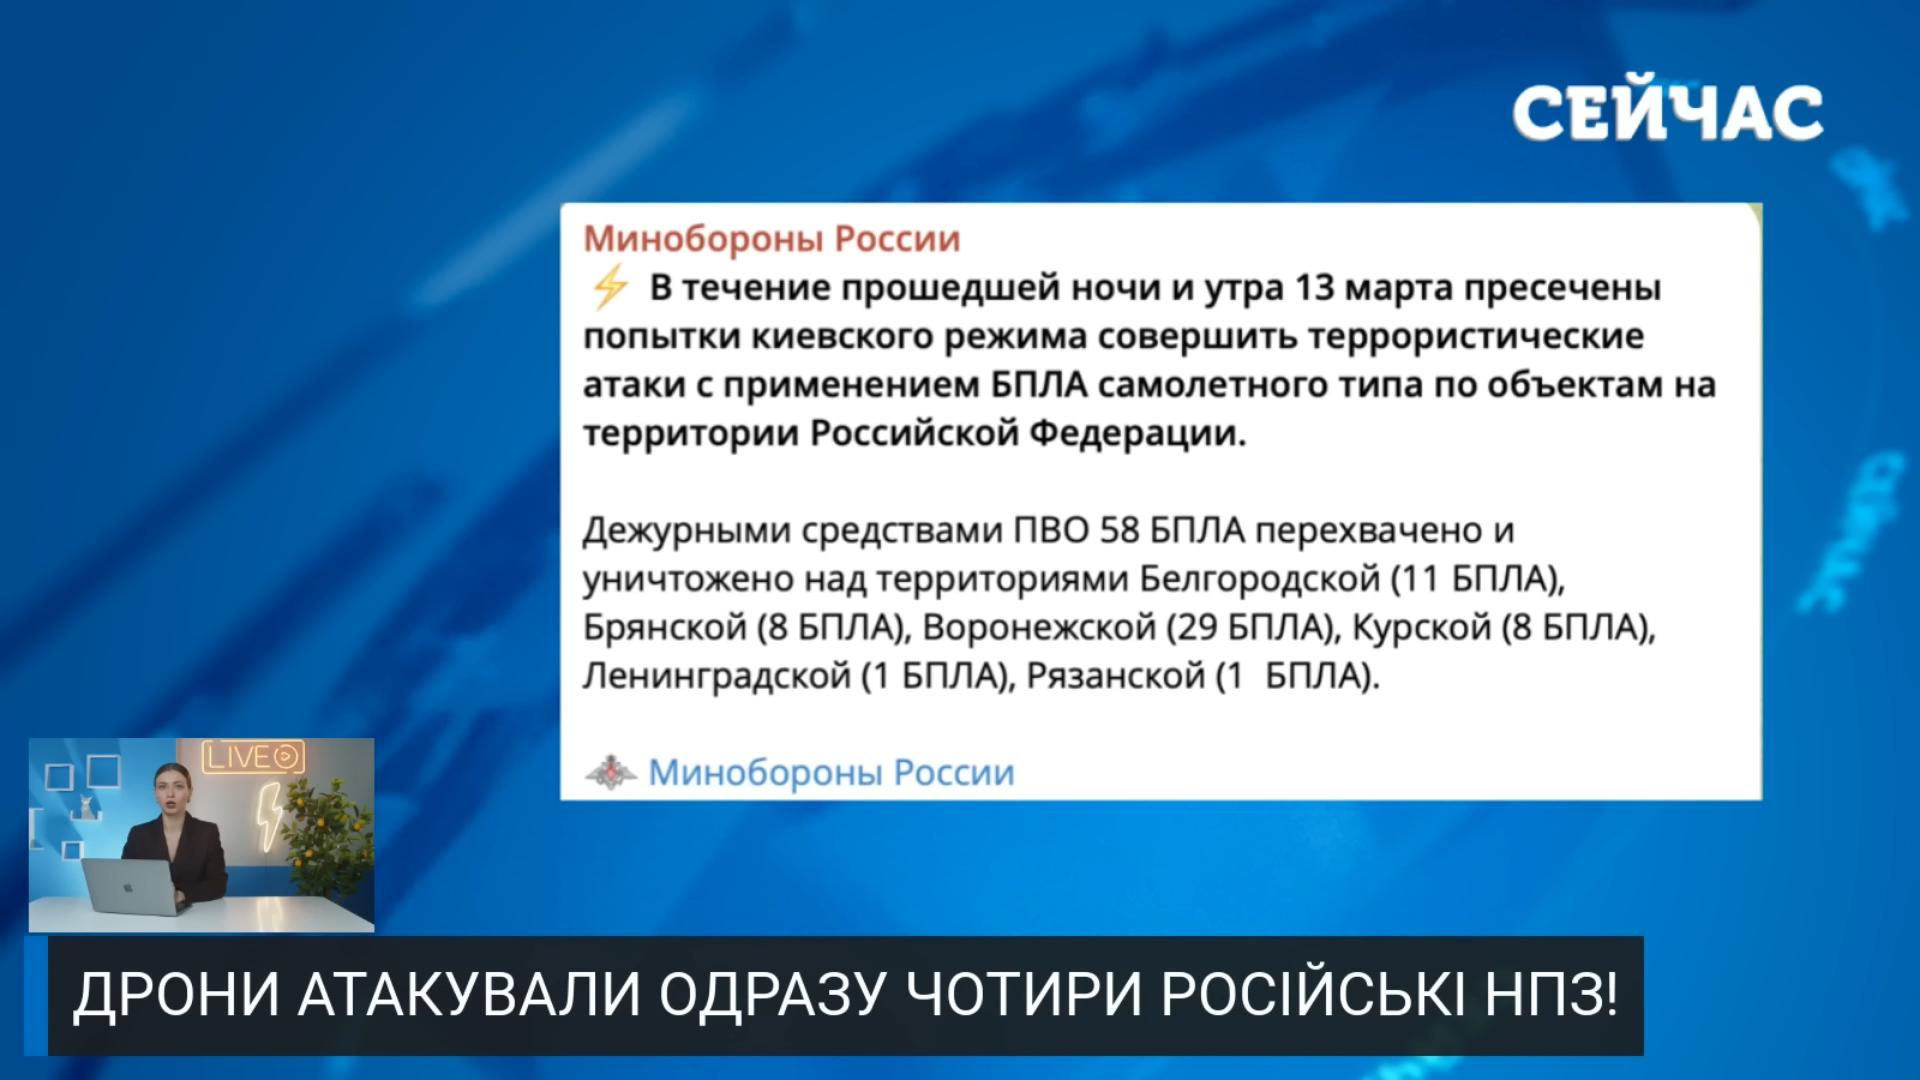 СЕЙЧАС
Минобороны России
⚡ В течение прошедшей ночи и утра 13 марта пресечены
попытки киевского режима совершить террористические
атаки с применением БПЛА самолетного типа по объектам на
территории Российской Федерации.
Дежурными средствами ПВО 58 БПЛА перехвачено и
уничтожено над территориями Белгородской (11 БПЛА),
Брянской (8 БПЛА), Воронежской (29 БПЛА), Курской (8 БПЛА),
Ленинградской (1 БПЛА), Рязанской (1 БПЛА).
Минобороны России
LIVE
ДРОНИ АТАКУВАЛИ ОДРАЗУ ЧОТИРИ РОСІЙСЬКІ НПЗ!